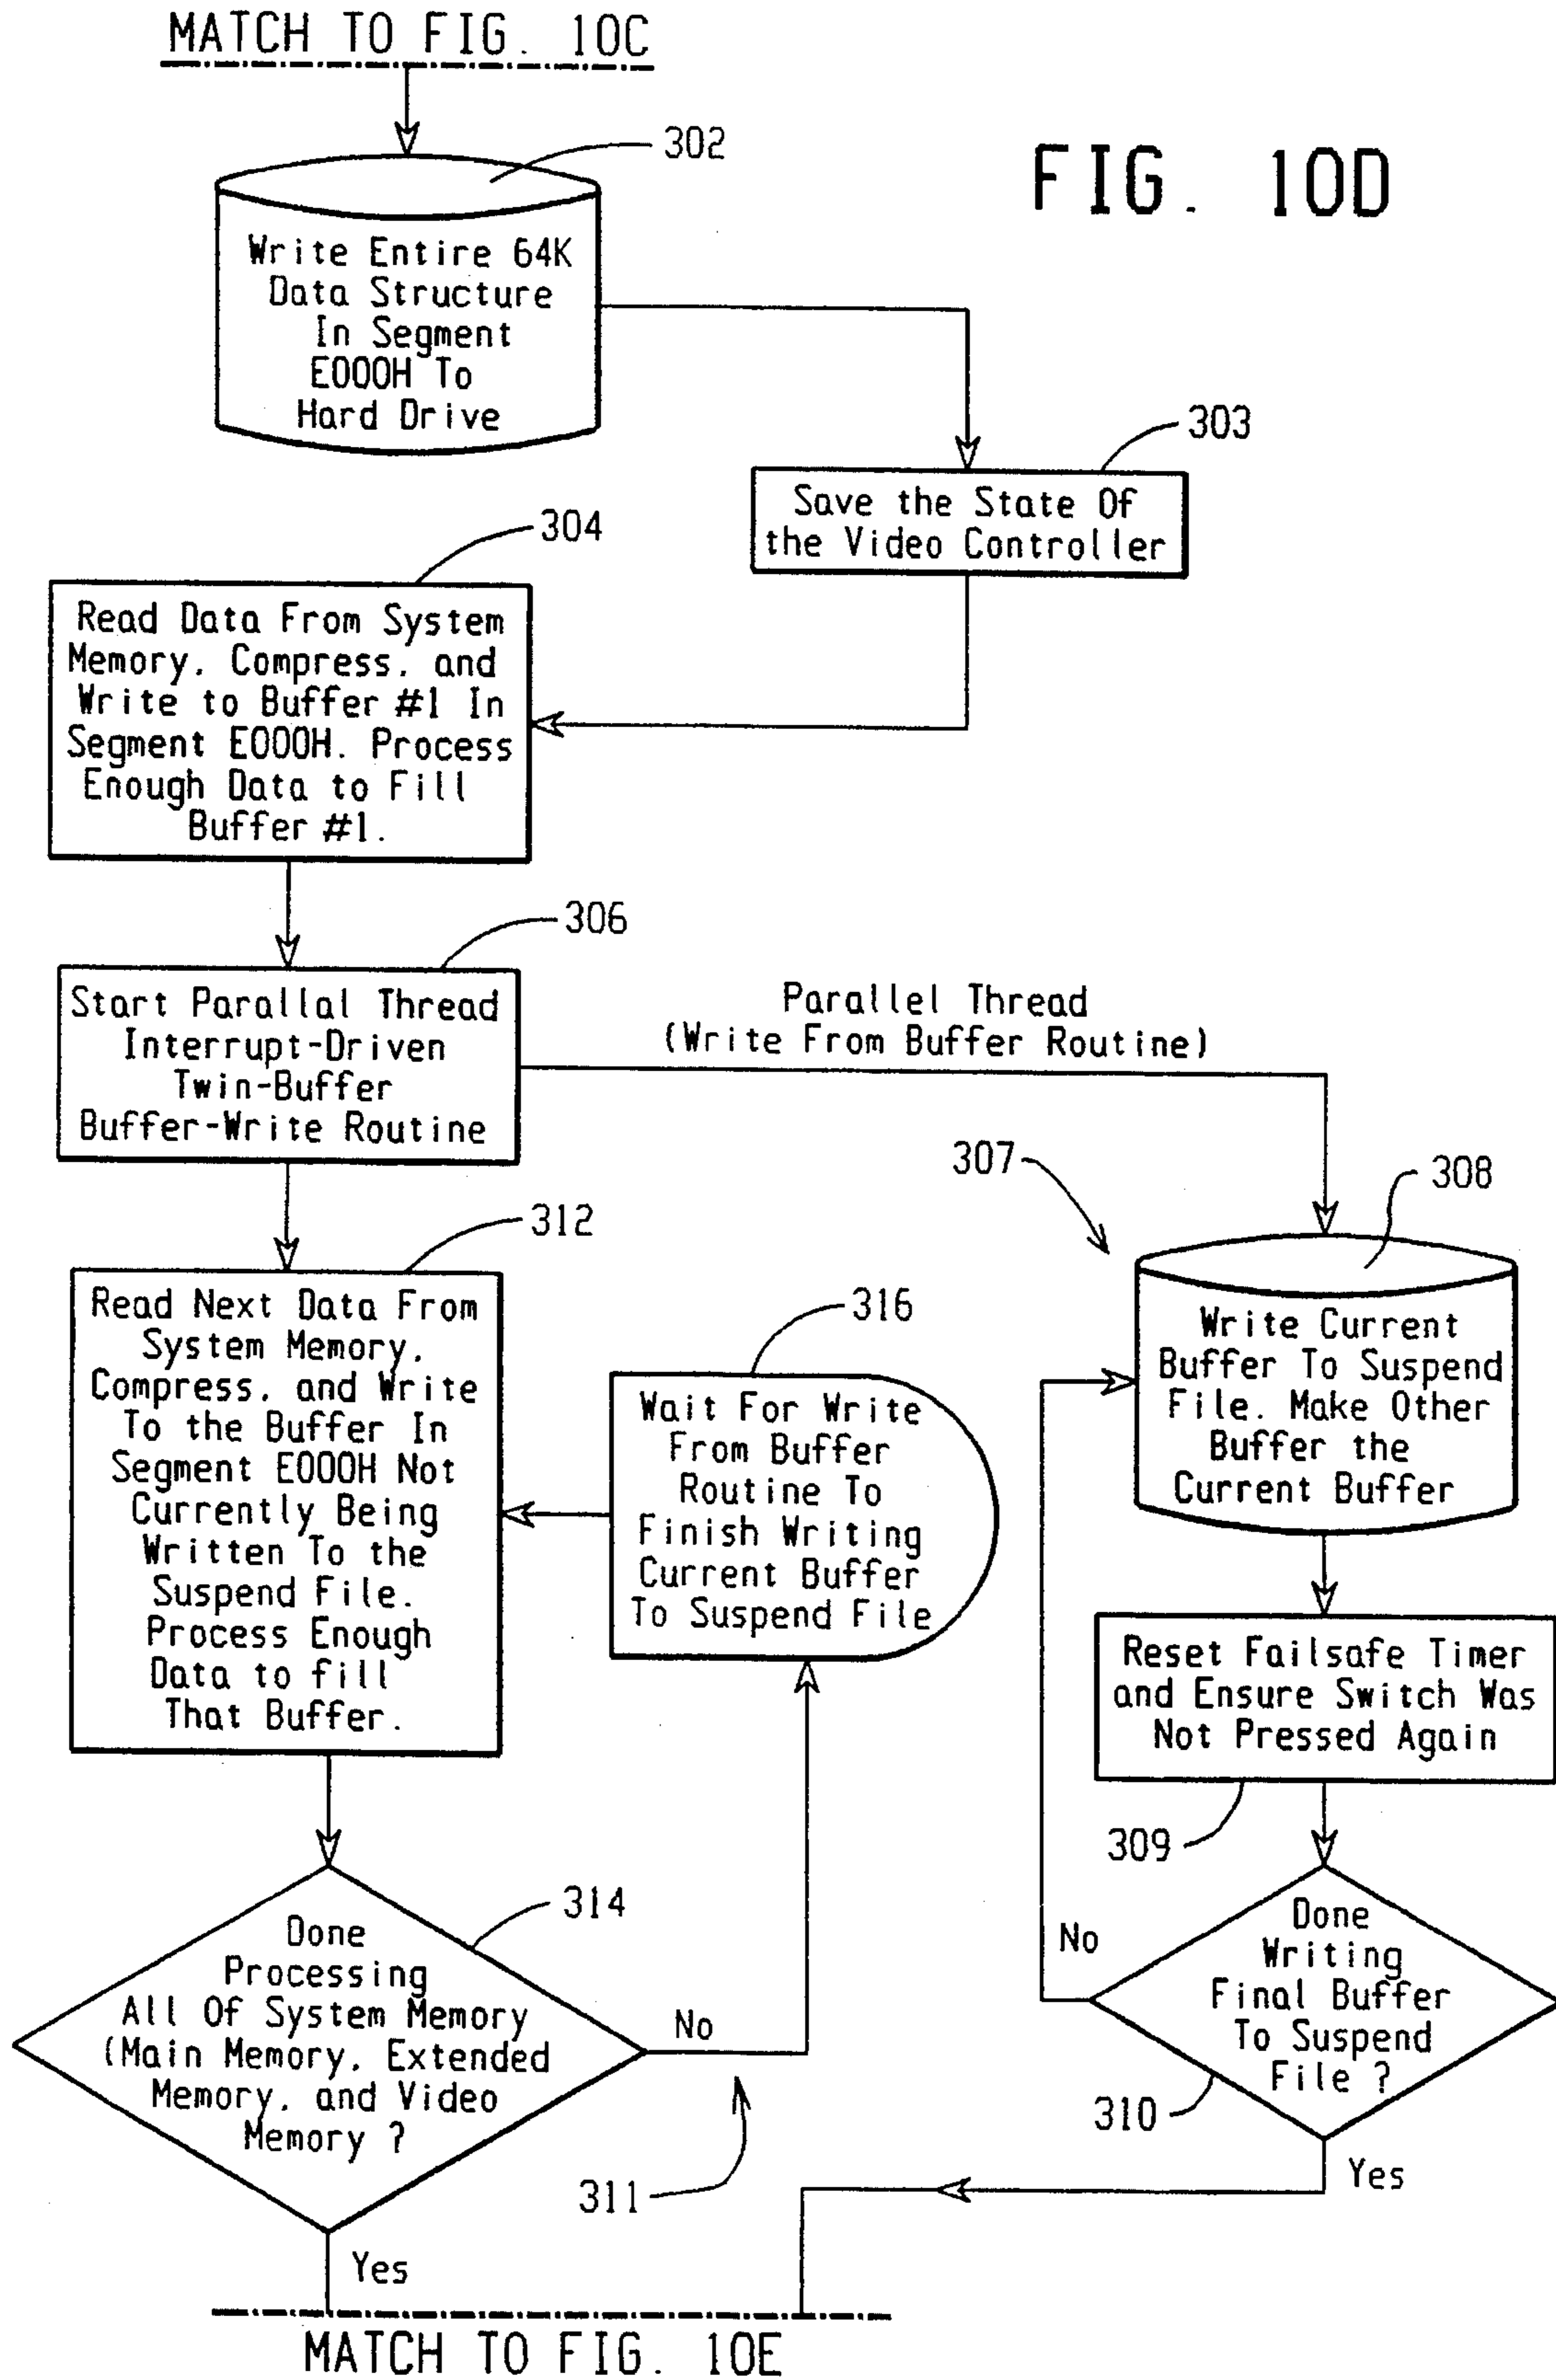 MATCH TO FIG. 10C
FIG. 10D
302
Write Entire 64K
Data Structure
In Segment
E000H To
Hard Drive
303
Save the State Of
the Video Controller
304
Read Data From System
Memory, Compress, and
Write to Buffer #1 In
Segment E000H. Process
Enough Data to Fill
Buffer #1.
306
Start Parallal Thread
Interrupt-Driven
Twin-Buffer
Buffer-Write Routine
Parallel Thread
(Write From Buffer Routine)
307
308
Write Current
Buffer To Suspend
File. Make Other
Buffer the
Current Buffer
312
Read Next Data From
System Memory,
Compress, and Write
To the Buffer In
Segment E000H Not
Currently Being
Written To the
Suspend File.
Process Enough
Data to fill
That Buffer.
316
Wait For Write
From Buffer
Routine To
Finish Writing
Current Buffer
To Suspend File
Reset Failsafe Timer
and Ensure Switch Was
Not Pressed Again
309
314
Done
Processing
All Of System Memory
(Main Memory, Extended
Memory, and Video
Memory ?
No
311
Yes
Done
Writing
Final Buffer
To Suspend
File ?
No
310
Yes
MATCH TO FIG. 10E